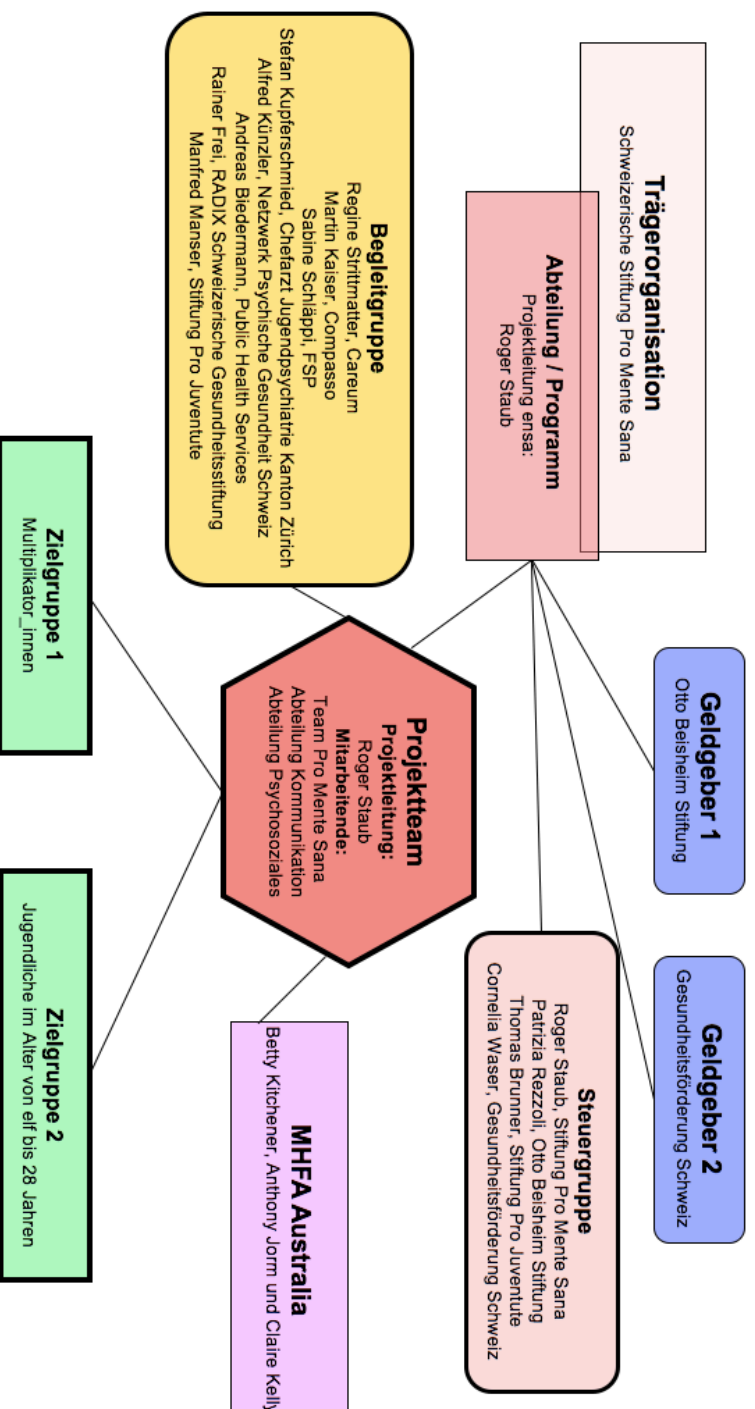 Trägerorganisation
Schweizerische Stiftung Pro Mente Sana
Abteilung / Programm
Projektleitung ensa:
Roger Staub
Geldgeber 1
Otto Beisheim Stiftung
Geldgeber 2
Gesundheitsförderung Schweiz
Steuergruppe
Roger Staub, Stiftung Pro Mente Sana
Patrizia Rezzoli, Otto Beisheim Stiftung
Thomas Brunner, Stiftung Pro Juventute
Cornelia Waser, Gesundheitsförderung Schweiz
Begleitgruppe
Regine Strittmatter, Careum
Martin Kaiser, Compasso
Sabine Schläppi, FSP
Stefan Kupferschmied, Chefarzt Jugendpsychiatrie Kanton Zürich
Alfred Künzler, Netzwerk Psychische Gesundheit Schweiz
Andreas Biedermann, Public Health Services
Rainer Frei, RADIX Schweizerische Gesundheitsstiftung
Manfred Manser, Stiftung Pro Juventute
Projektteam
Projektleitung:
Roger Staub
Mitarbeitende:
Team Pro Mente Sana
Abteilung Kommunikation
Abteilung Psychosoziales
MHFA Australia
Betty Kitchener, Anthony Jorm und Claire Kelly
Zielgruppe 1
Multiplikator_innen
Zielgruppe 2
Jugendliche im Alter von elf bis 28 Jahren